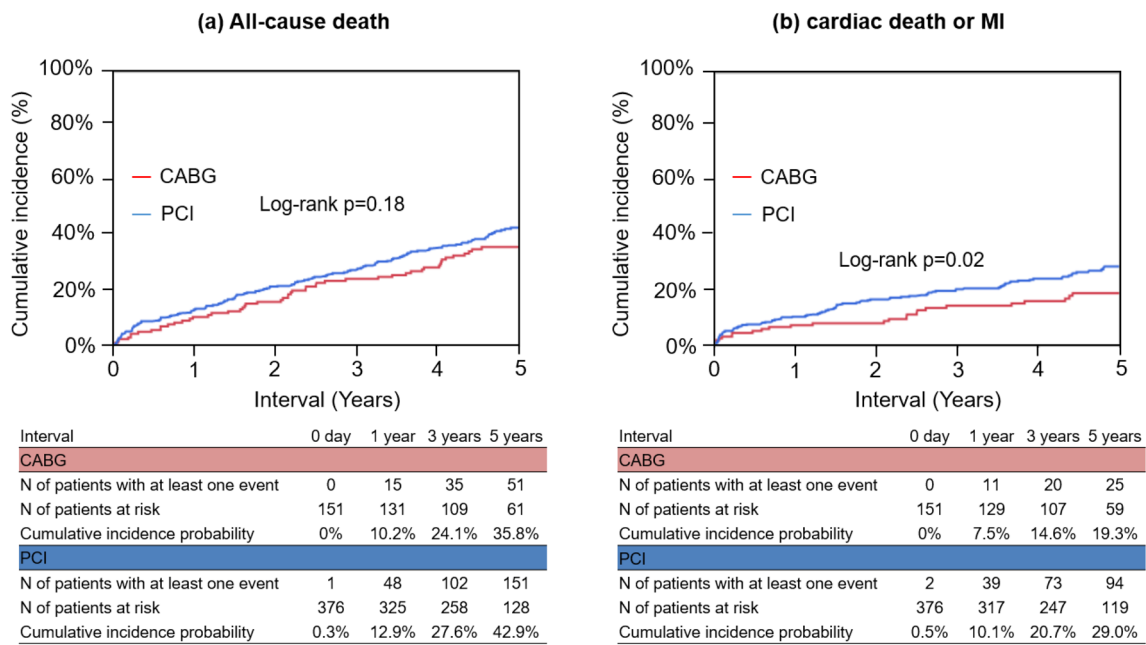 (a) All-cause death
100%
80%
60%
40%
20%
0%
Cumulative incidence (%)
CABG
PCI
Log-rank p=0.18
0 1 2 3 4 5
Interval (Years)
Interval 0 day 1 year 3 years 5 years
CABG
N of patients with at least one event 0 15 35 51
N of patients at risk 151 131 109 61
Cumulative incidence probability 0% 10.2% 24.1% 35.8%
PCI
N of patients with at least one event 1 48 102 151
N of patients at risk 376 325 258 128
Cumulative incidence probability 0.3% 12.9% 27.6% 42.9%
(b) cardiac death or MI
100%
80%
60%
40%
20%
0%
Cumulative incidence (%)
CABG
PCI
Log-rank p=0.02
0 1 2 3 4 5
Interval (Years)
Interval 0 day 1 year 3 years 5 years
CABG
N of patients with at least one event 0 11 20 25
N of patients at risk 151 129 107 59
Cumulative incidence probability 0% 7.5% 14.6% 19.3%
PCI
N of patients with at least one event 2 39 73 94
N of patients at risk 376 317 247 119
Cumulative incidence probability 0.5% 10.1% 20.7% 29.0%